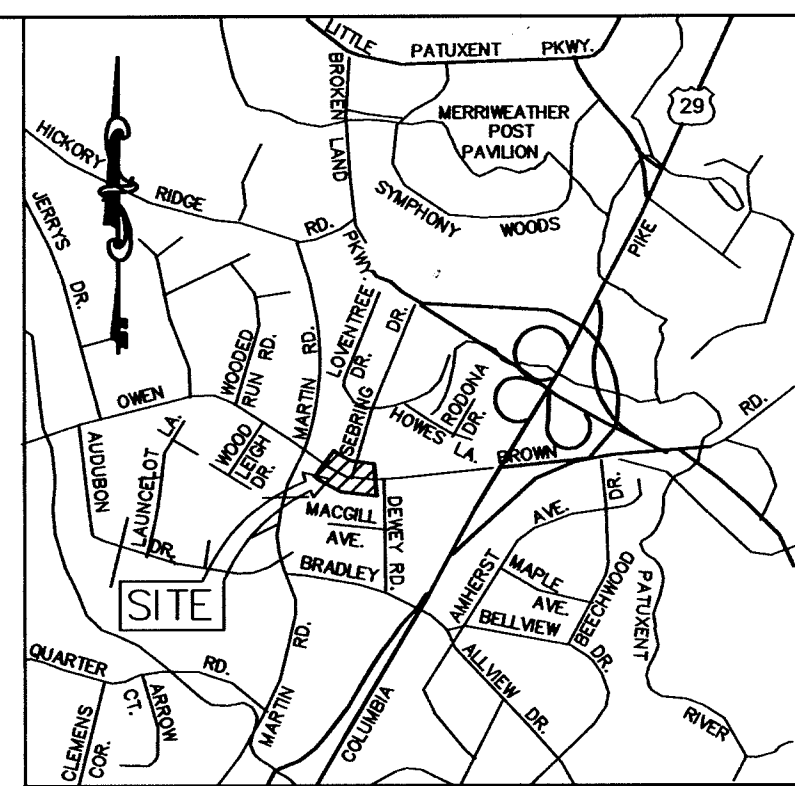 LITTLE PATUXENT PKWY.
BROKEN LAND PKWY.
MERRIWEATHER
POST
PAVILION
29
HICKORY RIDGE RD.
SYMPHONY WOODS
JERRYS DR.
PIKE
LOVENTREE DR.
SEBRING DR.
MARTIN RD.
WOODED
RUN RD.
OWEN BROWN RD.
RODONA
DR.
HOWES LA.
AUDUBON DR.
LAUNCELOT LA.
WOOD
LEIGH
DR.
MACGILL
AVE.
DEWEY RD.
BRADLEY
AMHERST AVE.
MAPLE
AVE.
BELLVIEW
BEECHWOOD DR.
DR.
PATUXENT RIVER
SITE
QUARTER RD.
MARTIN RD.
COLUMBIA
ALLVIEW DR.
CLEMENS
COR.
ARROW
CT.